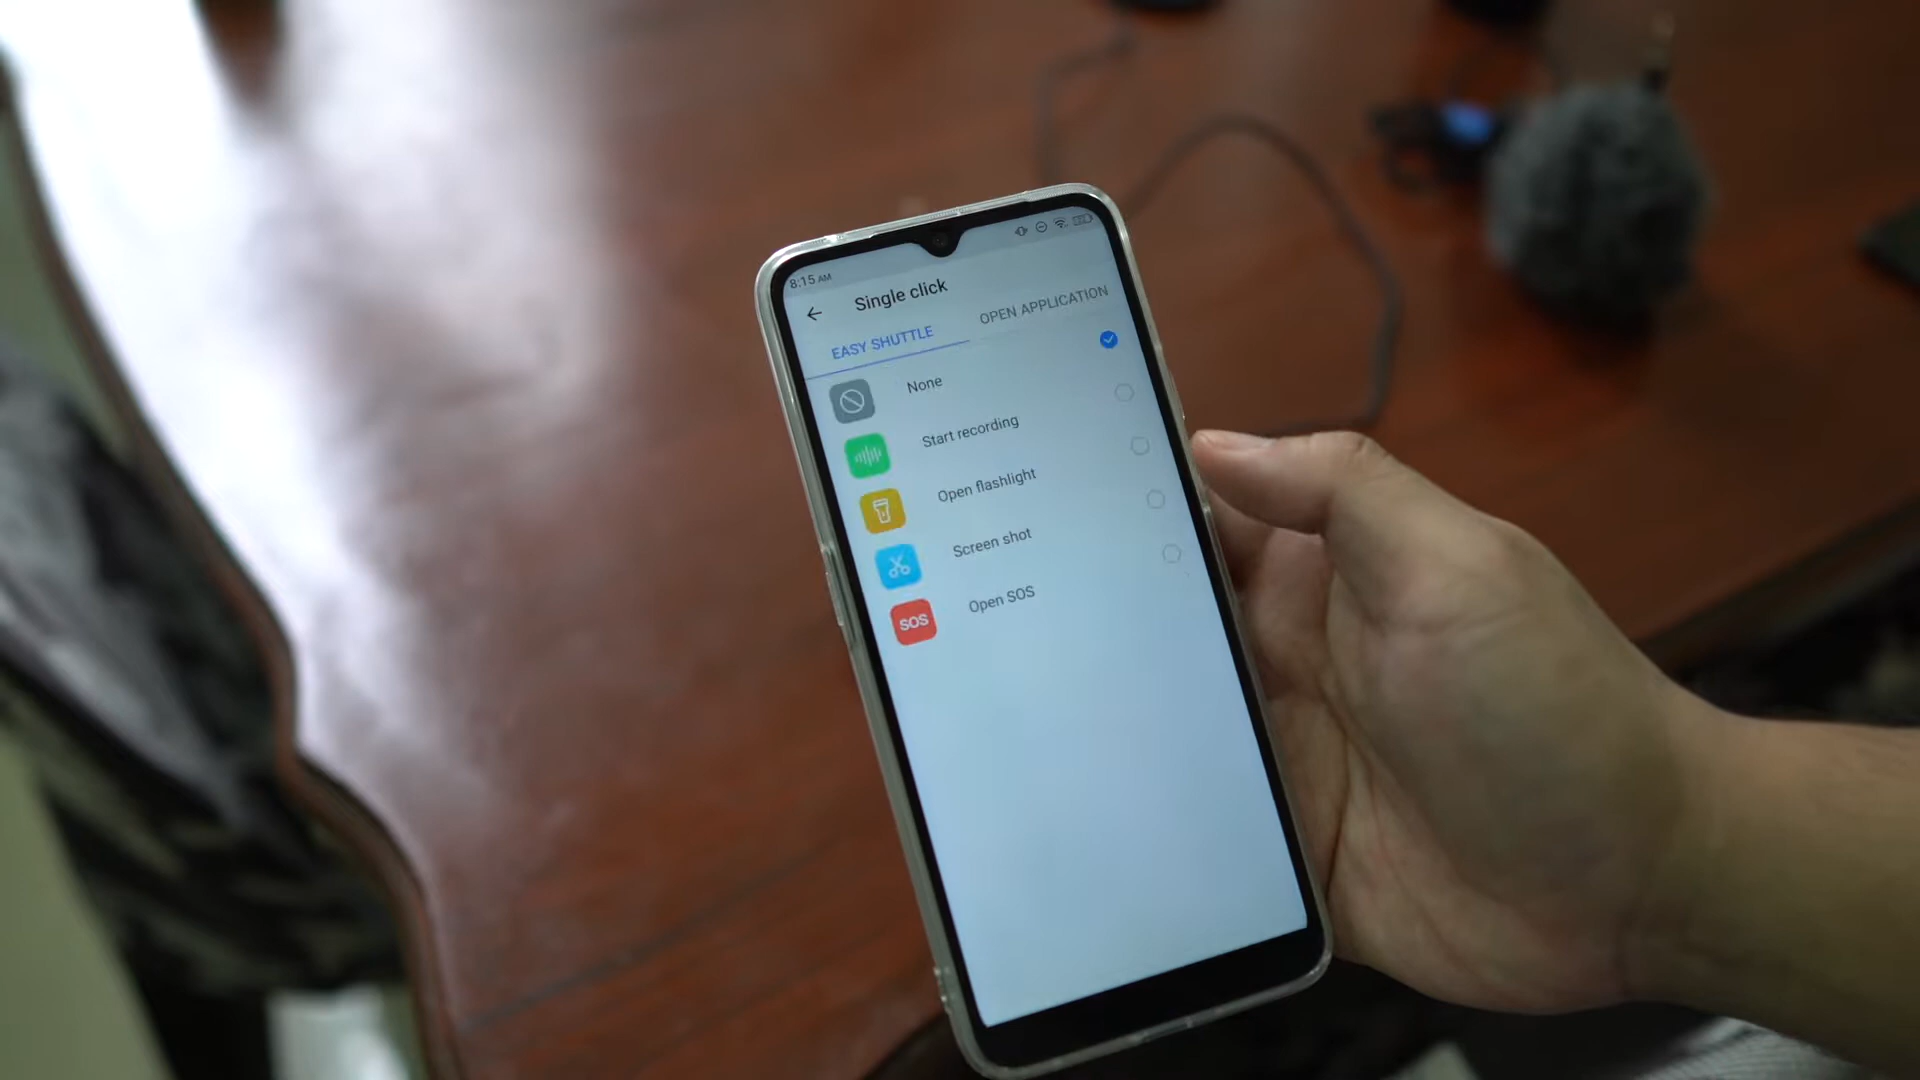 8:15 AM
Single click
EASY SHUTTLE
OPEN APPLICATION
None
Start recording
Open flashlight
Screen shot
SOS
Open SOS